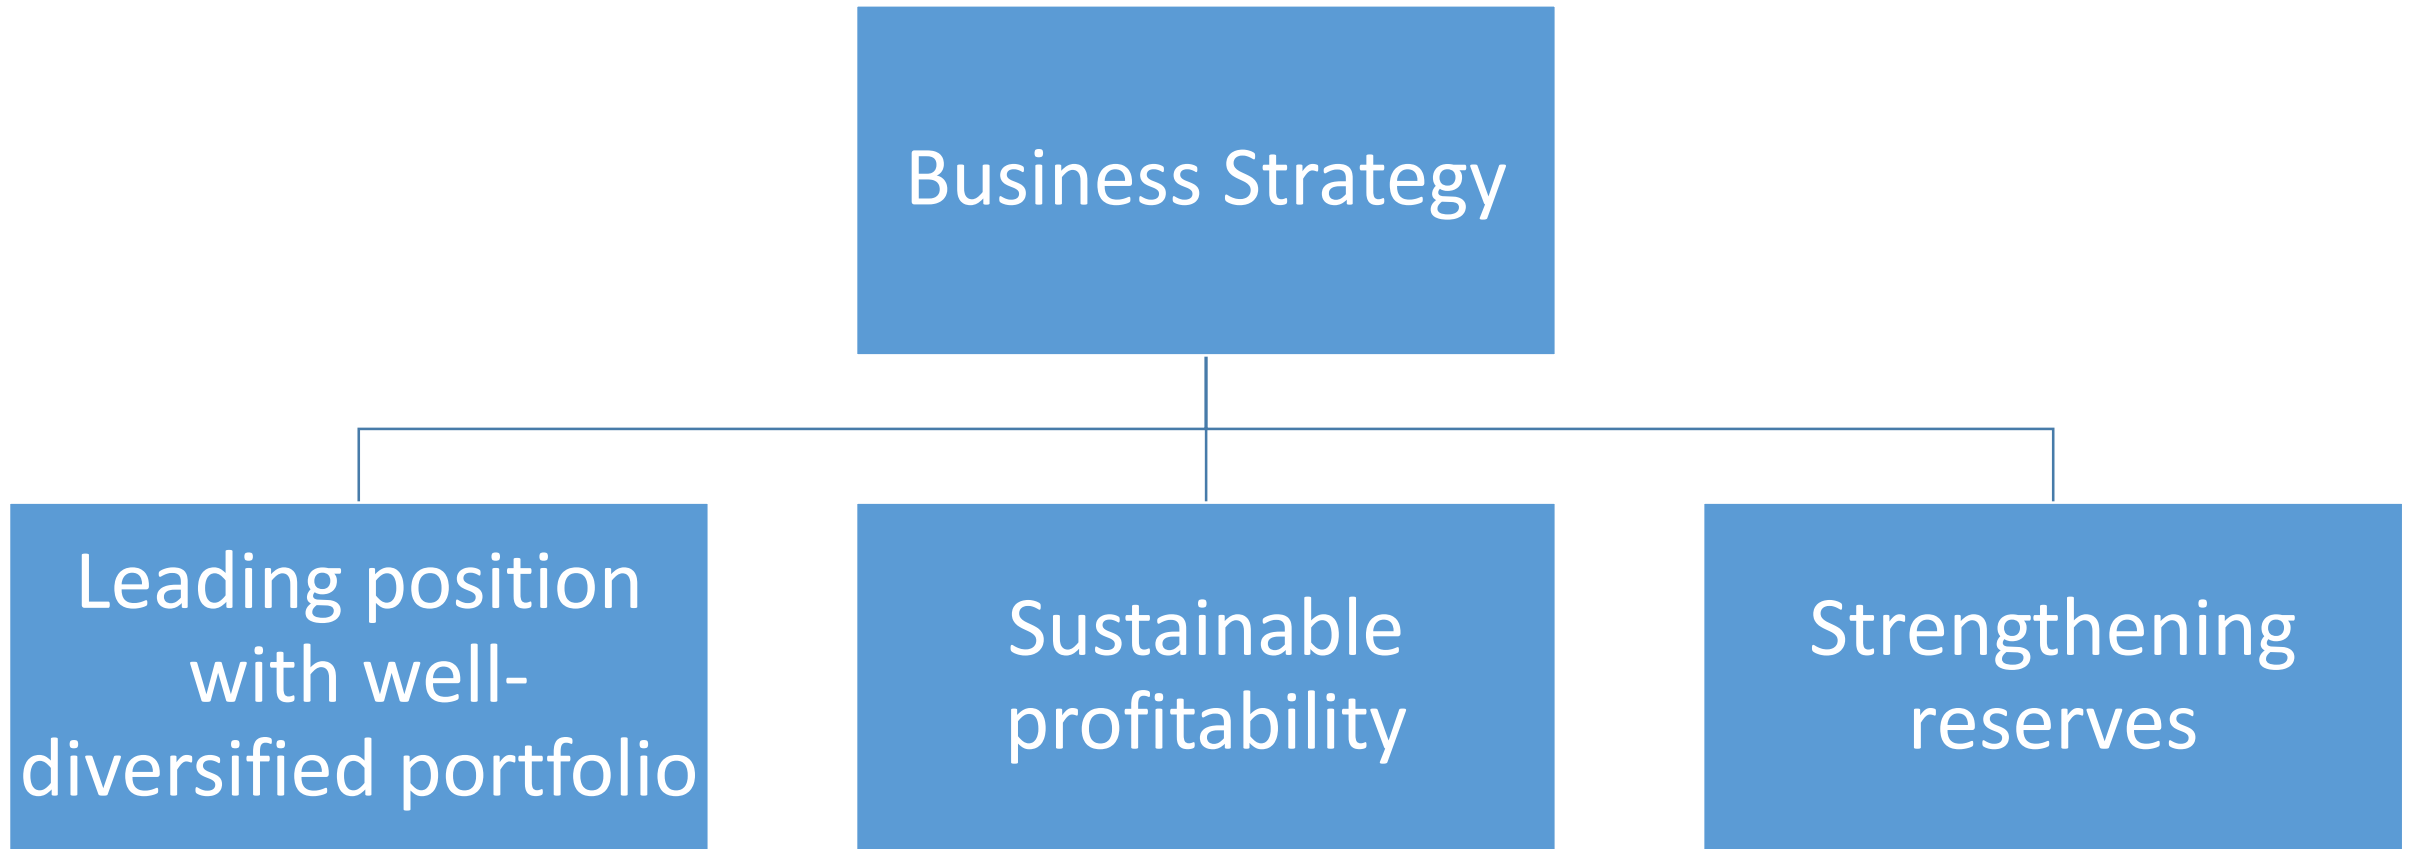 Business Strategy
Leading position
with well-
diversified portfolio
Sustainable
profitability
Strengthening
reserves